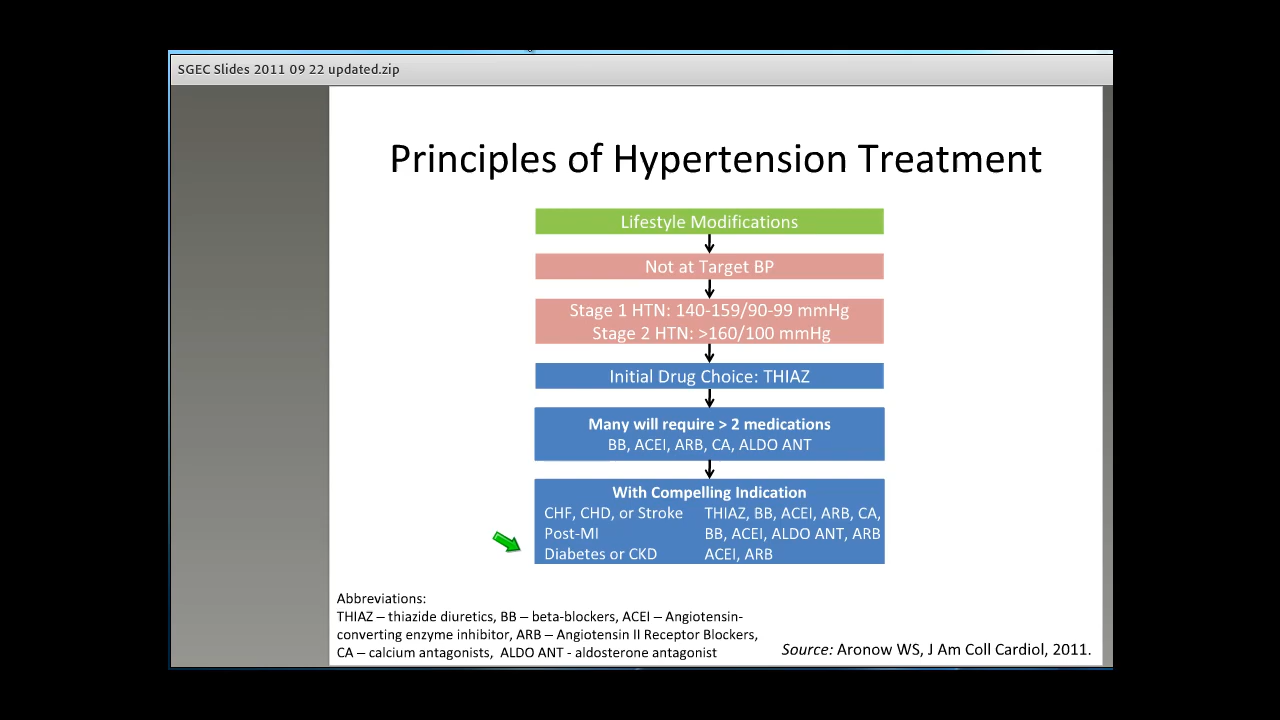 SGEC Slides 2011 09 22 updated.zip
Principles of Hypertension Treatment
Lifestyle Modifications
Not at Target BP
Stage 1 HTN: 140-159/90-99 mmHg
Stage 2 HTN: >160/100 mmHg
Initial Drug Choice: THIAZ
Many will require > 2 medications
BB, ACEI, ARB, CA, ALDO ANT
With Compelling Indication
CHF, CHD, or Stroke THIAZ, BB, ACEI, ARB, CA,
Post-MI BB, ACEI, ALDO ANT, ARB
Diabetes or CKD ACEI, ARB
Abbreviations:
THIAZ – thiazide diuretics, BB – beta-blockers, ACEI – Angiotensin-
converting enzyme inhibitor, ARB – Angiotensin II Receptor Blockers,
CA – calcium antagonists, ALDO ANT - aldosterone antagonist
Source: Aronow WS, J Am Coll Cardiol, 2011.